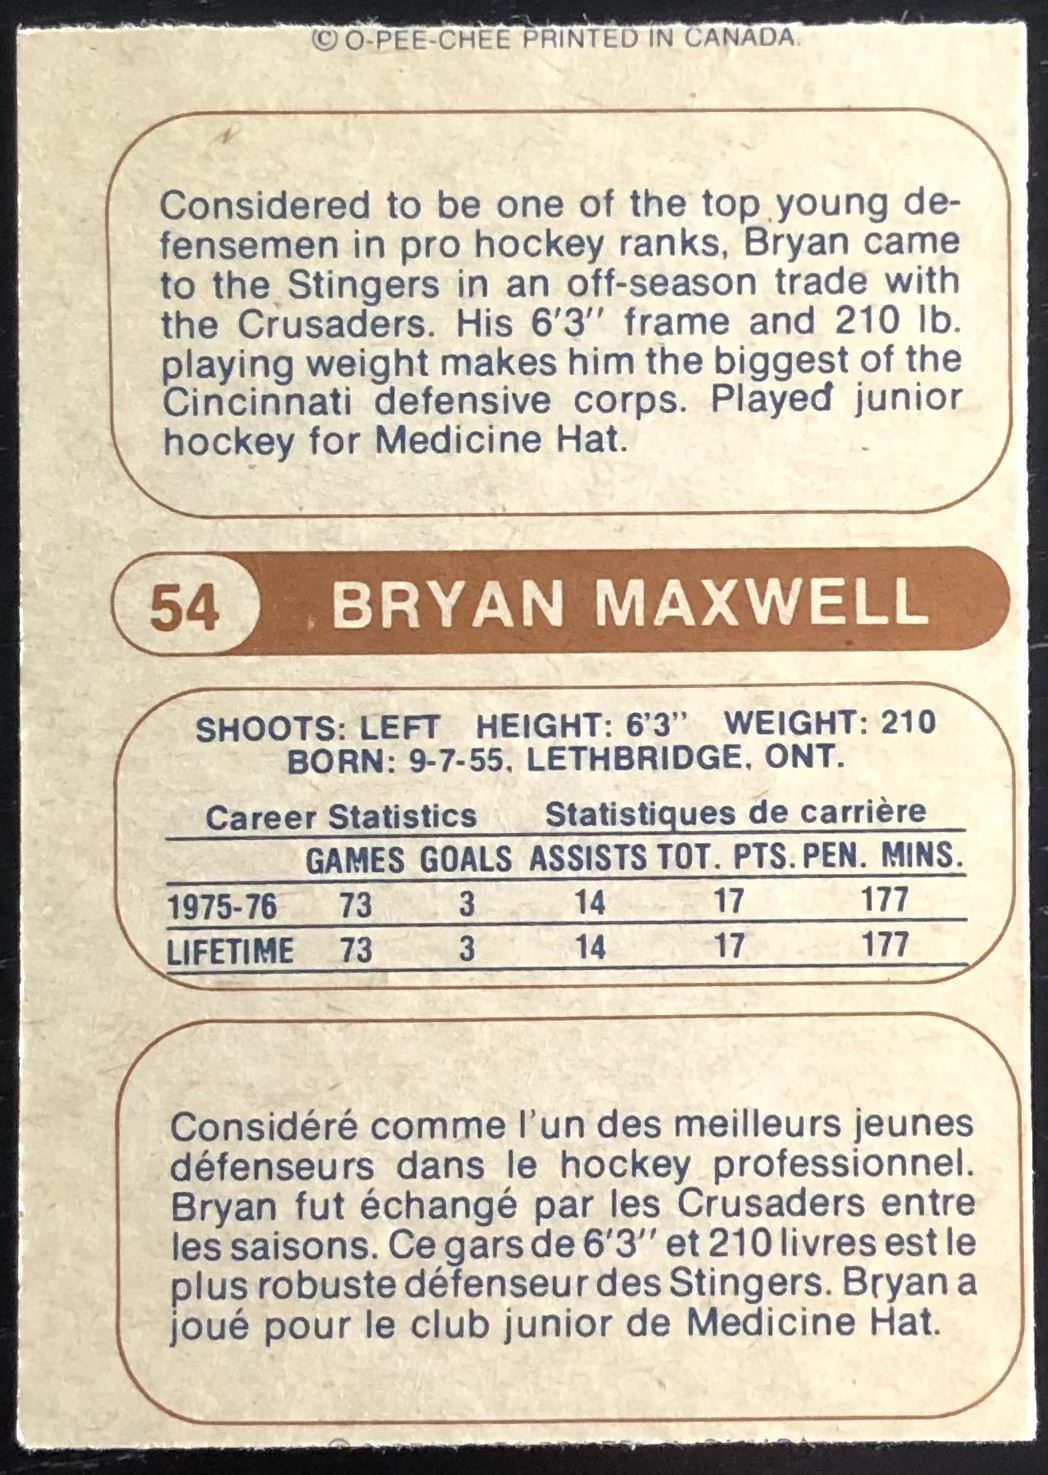 © O-PEE-CHEE PRINTED IN CANADA.
Considered to be one of the top young de-
fensemen in pro hockey ranks, Bryan came
to the Stingers in an off-season trade with
the Crusaders. His 6'3" frame and 210 lb.
playing weight makes him the biggest of the
Cincinnati defensive corps. Played junior
hockey for Medicine Hat.
54 BRYAN MAXWELL
SHOOTS: LEFT HEIGHT: 6'3" WEIGHT: 210
BORN: 9-7-55, LETHBRIDGE, ONT.
Career Statistics Statistiques de carrière
GAMES GOALS ASSISTS TOT. PTS. PEN. MINS.
1975-76 73 3 14 17 177
LIFETIME 73 3 14 17 177
Considéré comme l'un des meilleurs jeunes
défenseurs dans le hockey professionnel.
Bryan fut échangé par les Crusaders entre
les saisons. Ce gars de 6'3" et 210 livres est le
plus robuste défenseur des Stingers. Bryan a
joué pour le club junior de Medicine Hat.